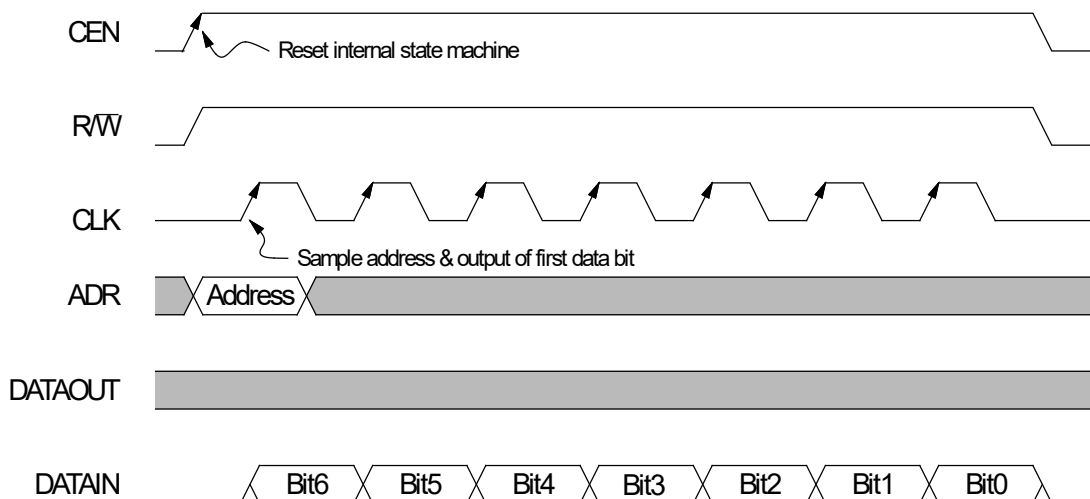 CEN
Reset internal state machine
R/W̅
CLK
Sample address & output of first data bit
ADR
Address
DATAOUT
DATAIN
Bit6 Bit5 Bit4 Bit3 Bit2 Bit1 Bit0